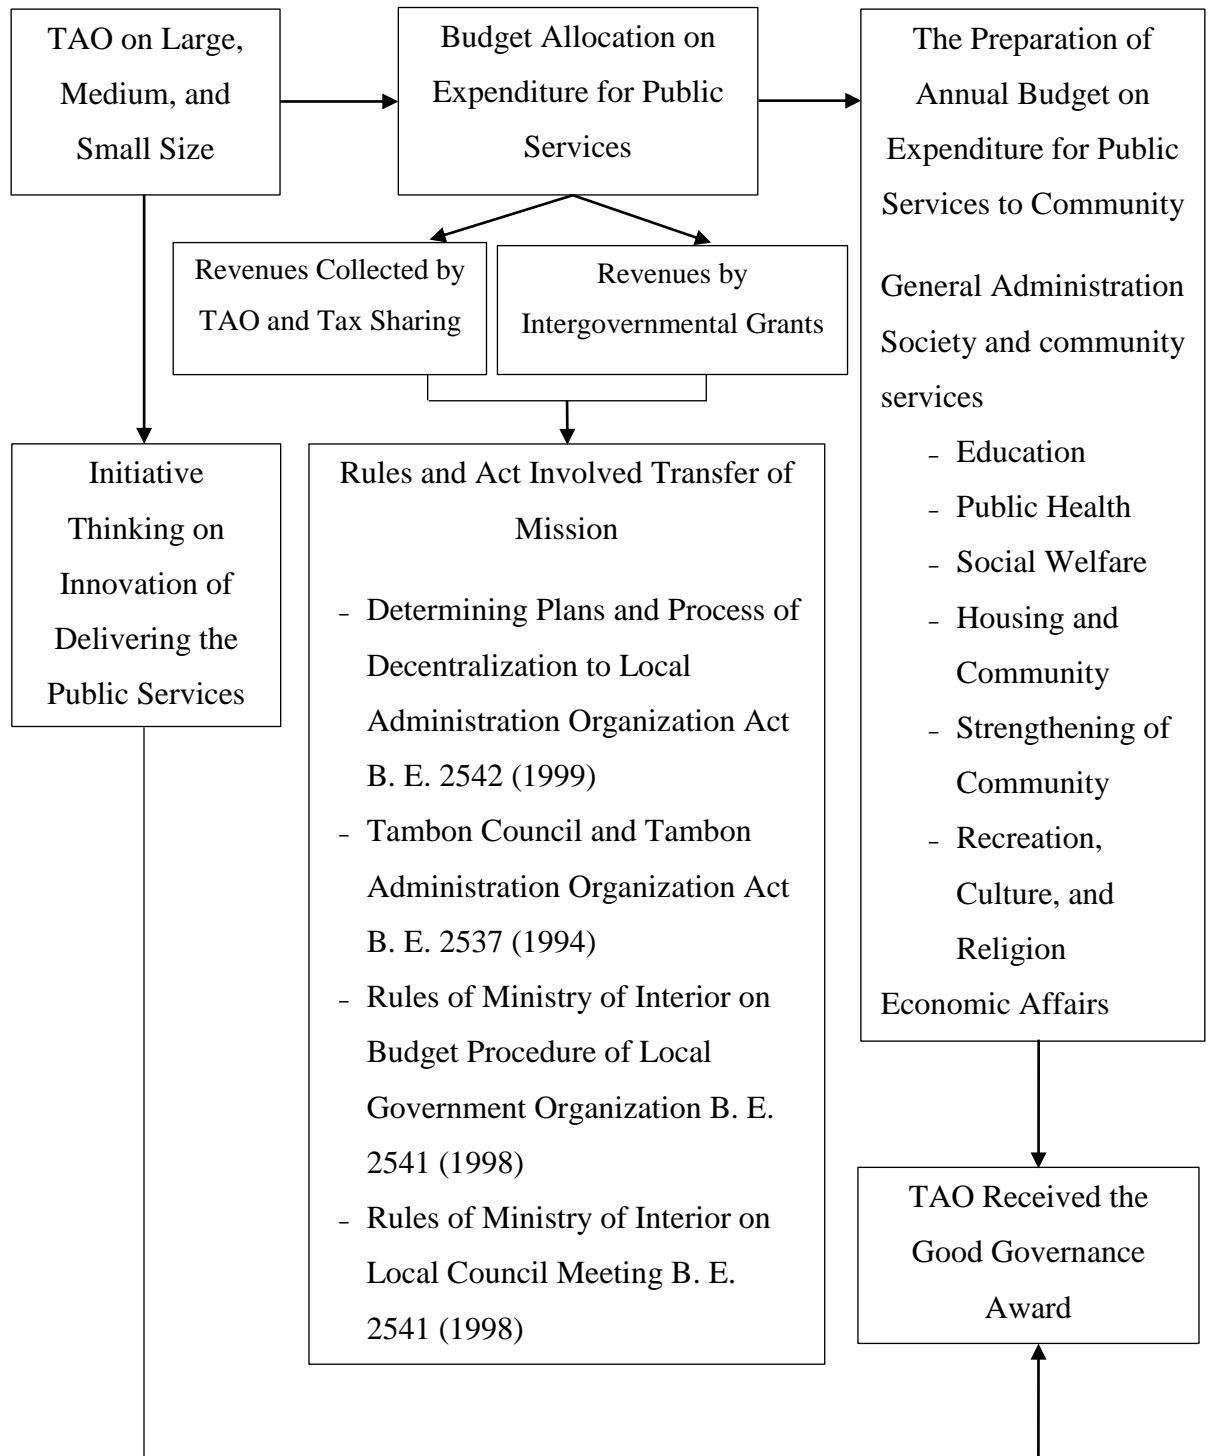 TAO on Large,
Medium, and
Small Size
Budget Allocation on
Expenditure for Public
Services
The Preparation of
Annual Budget on
Expenditure for Public
Services to Community
General Administration
Society and community
services
- Education
- Public Health
- Social Welfare
- Housing and
Community
- Strengthening of
Community
- Recreation,
Culture, and
Religion
Economic Affairs
Revenues Collected by
TAO and Tax Sharing
Revenues by
Intergovernmental Grants
Initiative
Thinking on
Innovation of
Delivering the
Public Services
Rules and Act Involved Transfer of
Mission
- Determining Plans and Process of
Decentralization to Local
Administration Organization Act
B. E. 2542 (1999)
- Tambon Council and Tambon
Administration Organization Act
B. E. 2537 (1994)
- Rules of Ministry of Interior on
Budget Procedure of Local
Government Organization B. E.
2541 (1998)
- Rules of Ministry of Interior on
Local Council Meeting B. E.
2541 (1998)
TAO Received the
Good Governance
Award